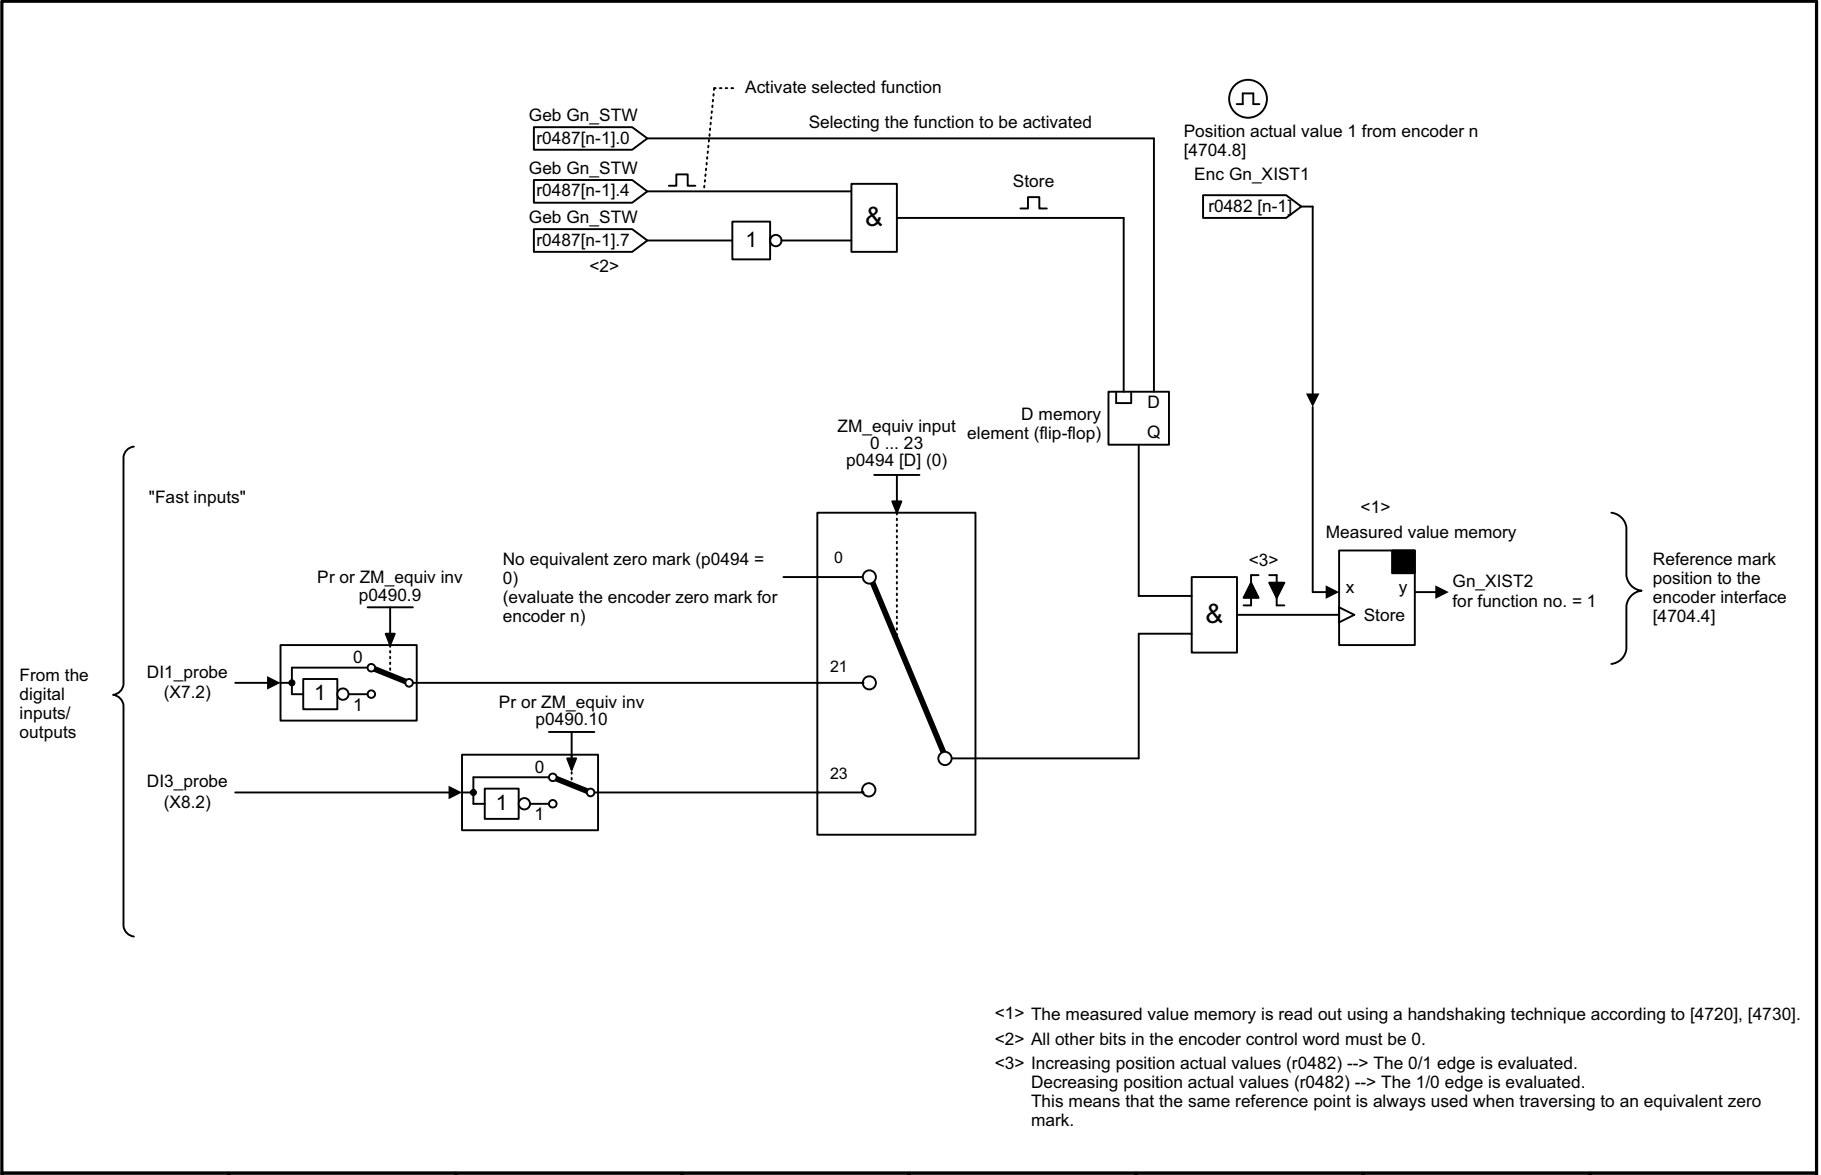 Activate selected function
Geb Gn_STW
r0487[n-1].0
Selecting the function to be activated
Geb Gn_STW
r0487[n-1].4
Geb Gn_STW
r0487[n-1].7
<2>
1
&
Store
Position actual value 1 from encoder n
[4704.8]
Enc Gn_XIST1
r0482 [n-1]
D memory
element (flip-flop)
D
Q
ZM_equiv input
0 ... 23
p0494 [D] (0)
"Fast inputs"
From the
digital
inputs/
outputs
No equivalent zero mark (p0494 =
0)
(evaluate the encoder zero mark for
encoder n)
0
21
23
Pr or ZM_equiv inv
p0490.9
DI1_probe
(X7.2)
0
1
1
Pr or ZM_equiv inv
p0490.10
DI3_probe
(X8.2)
0
1
1
&
<3>
<1>
Measured value memory
x
y
Store
Gn_XIST2
for function no. = 1
Reference mark
position to the
encoder interface
[4704.4]
<1> The measured value memory is read out using a handshaking technique according to [4720], [4730].
<2> All other bits in the encoder control word must be 0.
<3> Increasing position actual values (r0482) --> The 0/1 edge is evaluated.
Decreasing position actual values (r0482) --> The 1/0 edge is evaluated.
This means that the same reference point is always used when traversing to an equivalent zero
mark.